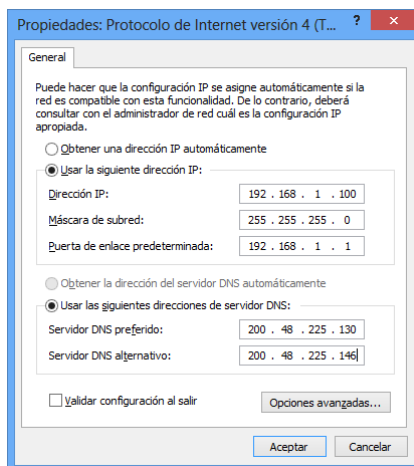 Propiedades: Protocolo de Internet versión 4 (T... ? ×
General
Puede hacer que la configuración IP se asigne automáticamente si la
red es compatible con esta funcionalidad. De lo contrario, deberá
consultar con el administrador de red cuál es la configuración IP
apropiada.
Obtener una dirección IP automáticamente
Usar la siguiente dirección IP:
Dirección IP: 192 . 168 . 1 . 100
Máscara de subred: 255 . 255 . 255 . 0
Puerta de enlace predeterminada: 192 . 168 . 1 . 1
Obtener la dirección del servidor DNS automáticamente
Usar las siguientes direcciones de servidor DNS:
Servidor DNS preferido: 200 . 48 . 225 . 130
Servidor DNS alternativo: 200 . 48 . 225 . 146
Validar configuración al salir Opciones avanzadas...
Aceptar Cancelar